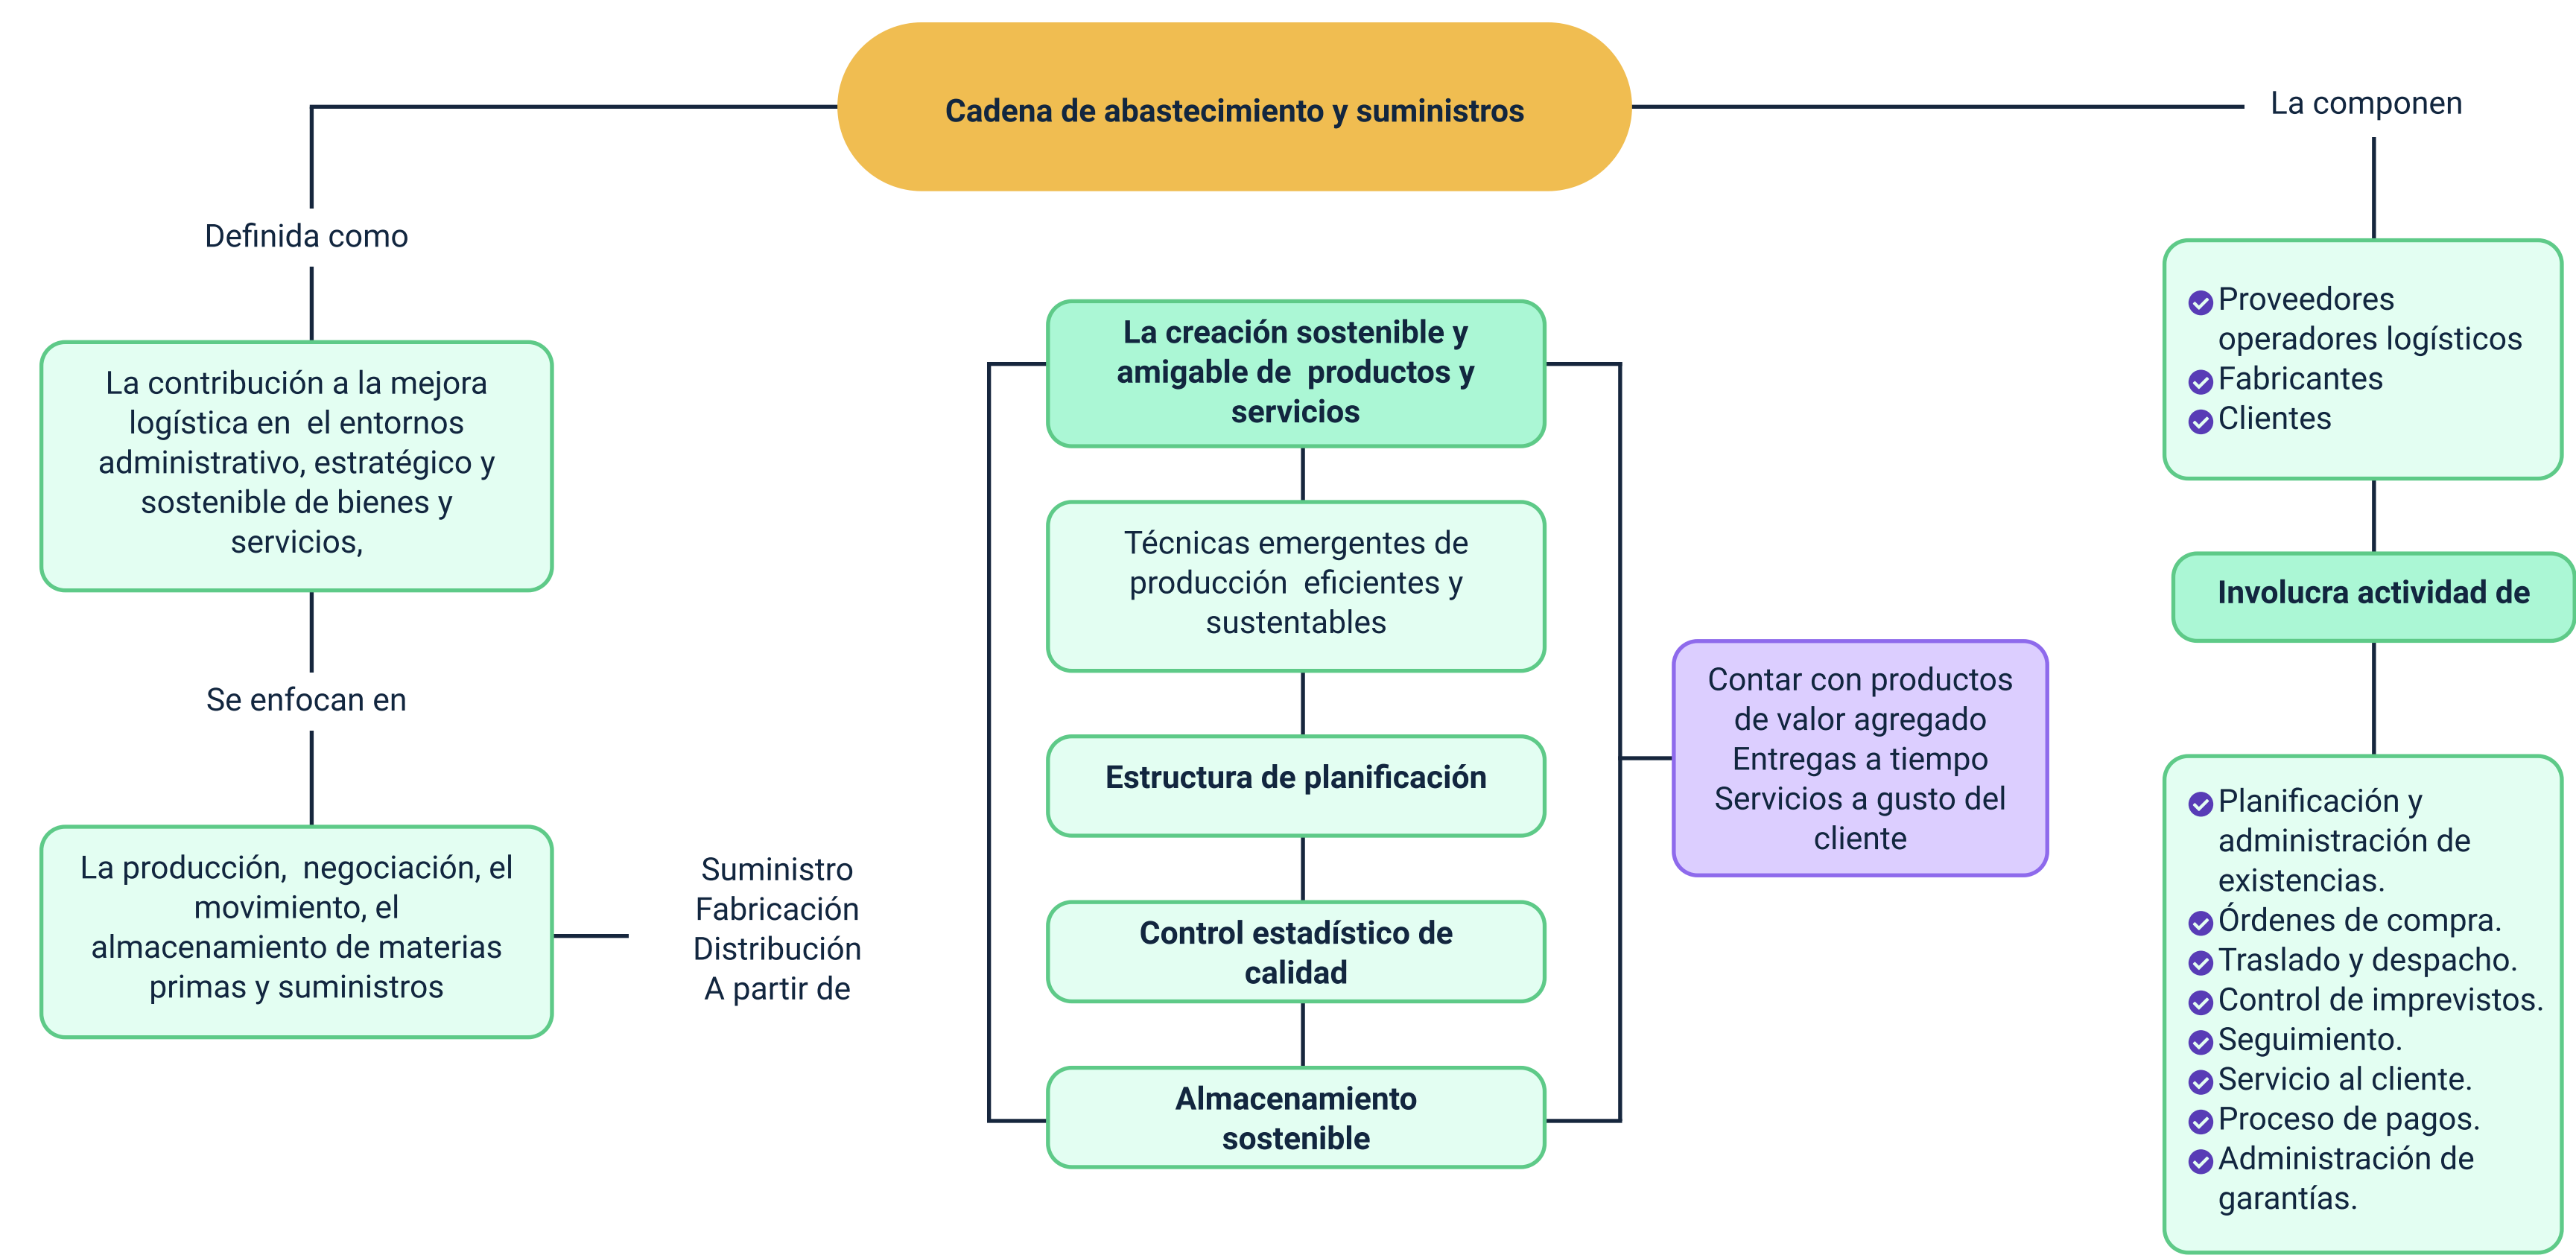 Cadena de abastecimiento y suministros
La componen
Definida como
La contribución a la mejora
logística en  el entornos
administrativo, estratégico y
sostenible de bienes y
servicios,
Se enfocan en
La producción,  negociación, el
movimiento, el
almacenamiento de materias
primas y suministros
Suministro
Fabricación
Distribución
A partir de
La creación sostenible y
amigable de  productos y
servicios
Técnicas emergentes de
producción  eficientes y
sustentables
Estructura de planificación
Control estadístico de
calidad
Almacenamiento
sostenible
Contar con productos
de valor agregado
Entregas a tiempo
Servicios a gusto del
cliente
Proveedores
operadores logísticos
Fabricantes
Clientes
Involucra actividad de
Planificación y
administración de
existencias.
Órdenes de compra.
Traslado y despacho.
Control de imprevistos.
Seguimiento.
Servicio al cliente.
Proceso de pagos.
Administración de
garantías.